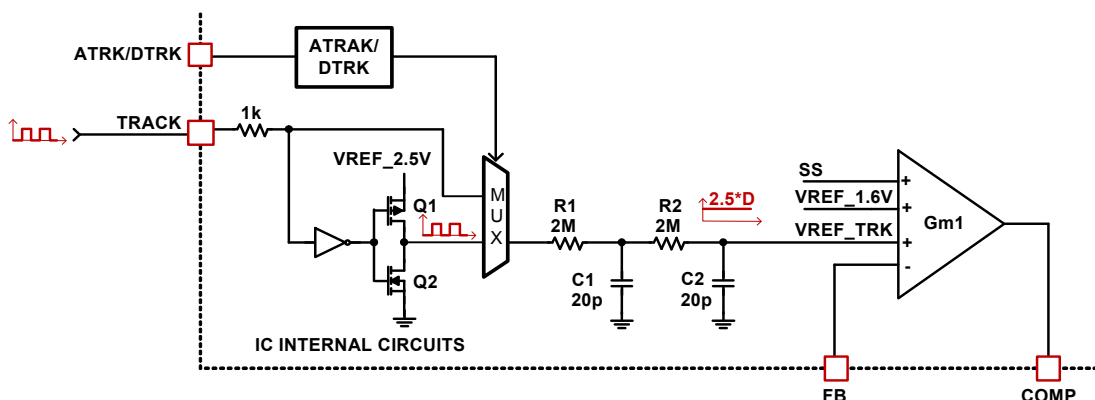 ATRK/DTRK
ATRAK/
DTRK
TRACK
1k
VREF_2.5V
Q1
Q2
M
U
X
R1
2M
R2
2M
2.5*D
C1
20p
C2
20p
SS
VREF_1.6V
VREF_TRK
+
+
+
-
Gm1
IC INTERNAL CIRCUITS
FB
COMP